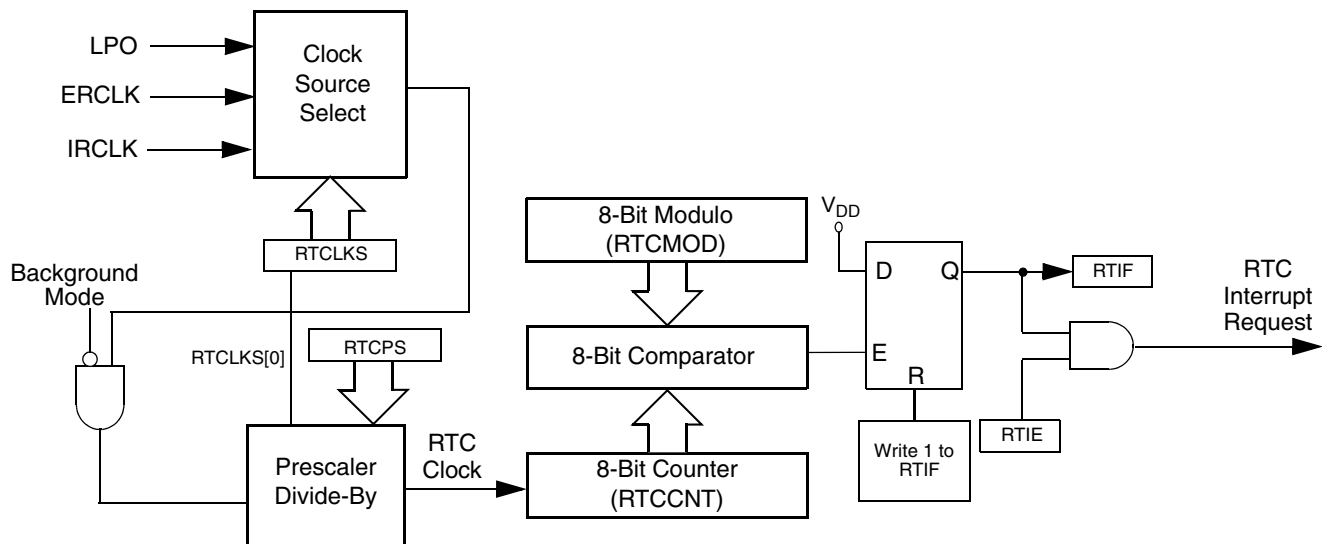 LPO
ERCLK
IRCLK
Clock
Source
Select
RTCLKS
Background
Mode
RTCLKS[0]
RTCPS
Prescaler
Divide-By
RTC
Clock
8-Bit Modulo
(RTCMOD)
8-Bit Comparator
8-Bit Counter
(RTCCNT)
VDD
D
Q
E
R
Write 1 to
RTIF
RTIF
RTIE
RTC
Interrupt
Request